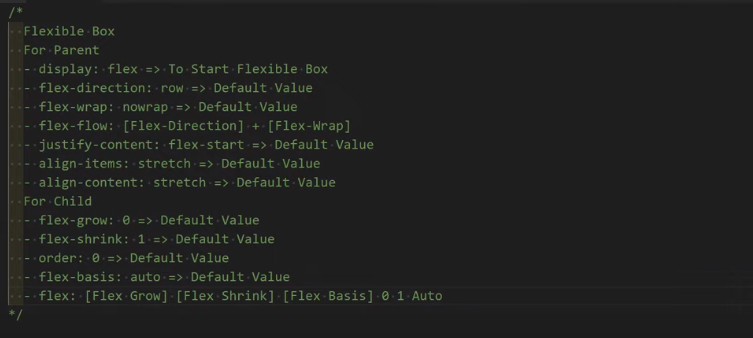 /*
Flexible Box
For Parent
- display: flex => To Start Flexible Box
- flex-direction: row => Default Value
- flex-wrap: nowrap => Default Value
- flex-flow: [Flex-Direction] + [Flex-Wrap]
- justify-content: flex-start => Default Value
- align-items: stretch => Default Value
- align-content: stretch => Default Value
For Child
- flex-grow: 0 => Default Value
- flex-shrink: 1 => Default Value
- order: 0 => Default Value
- flex-basis: auto => Default Value
- flex: [Flex Grow] [Flex Shrink] [Flex Basis] 0 1 Auto
*/